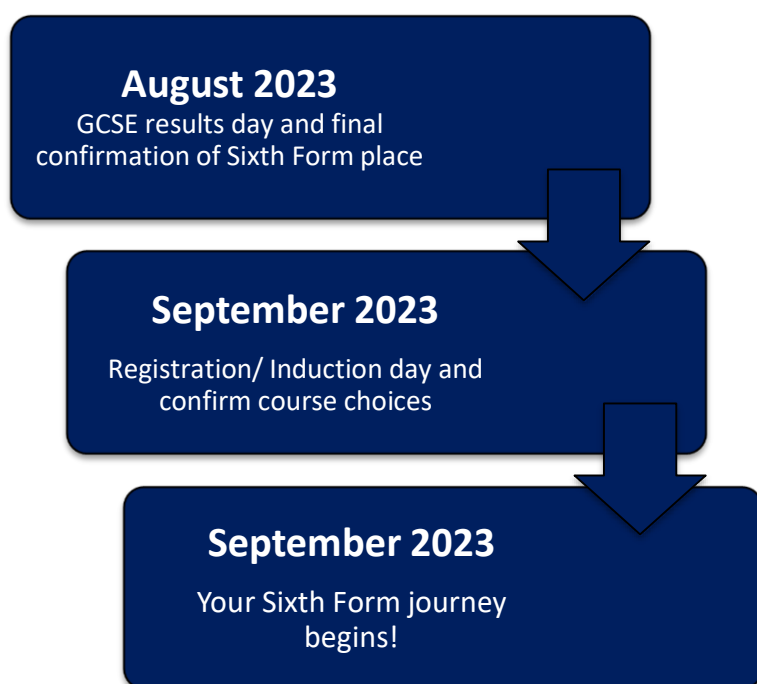 August 2023
GCSE results day and final
confirmation of Sixth Form place
September 2023
Registration/ Induction day and
confirm course choices
September 2023
Your Sixth Form journey
begins!